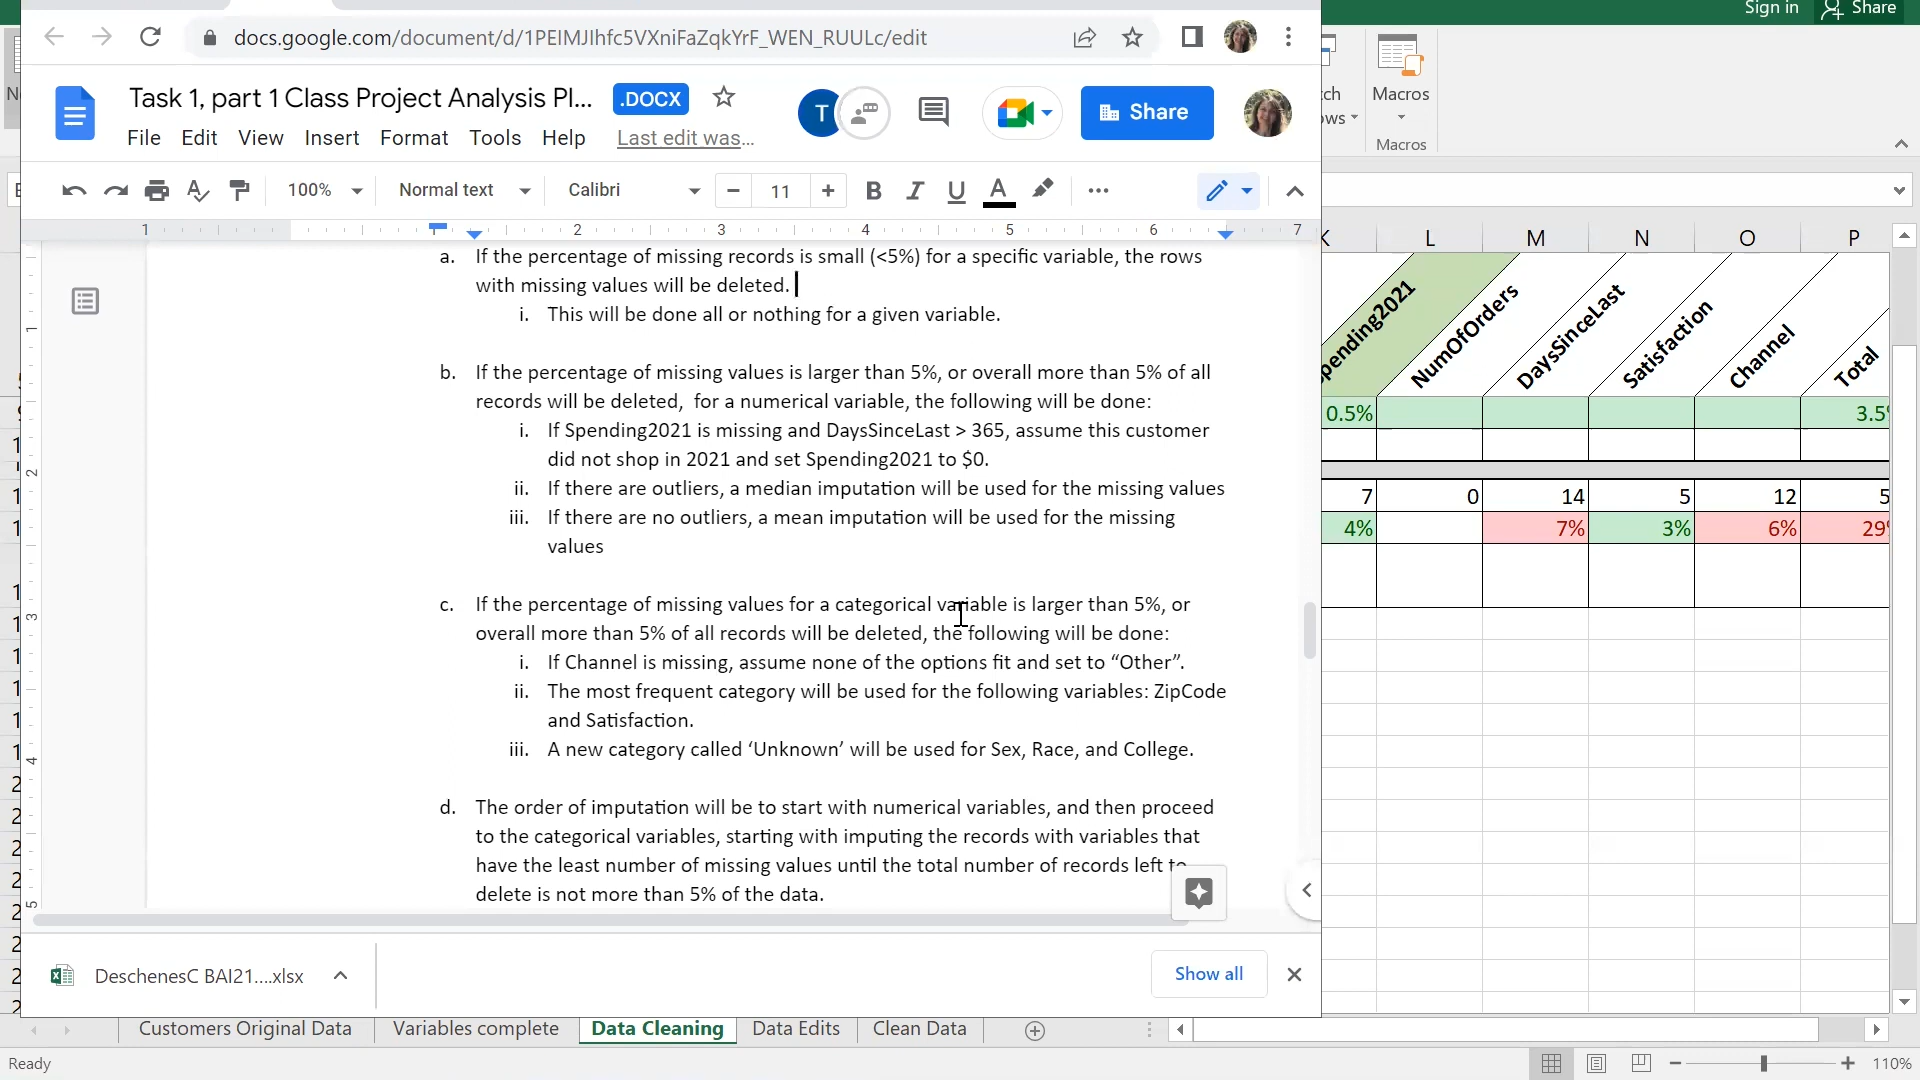 Sign in Share
docs.google.com/document/d/1PEIMJIhfc5VXniFaZqkYrF_WEN_RUULc/edit
Task 1, part 1 Class Project Analysis Pl... .DOCX
T
Share
File Edit View Insert Format Tools Help Last edit was...
Macros
Macros
100% Normal text Calibri − 11 + B I U A
1 2 3 4 5 6 7
K L M N O P
a. If the percentage of missing records is small (<5%) for a specific variable, the rows
with missing values will be deleted.
i. This will be done all or nothing for a given variable.
b. If the percentage of missing values is larger than 5%, or overall more than 5% of all
records will be deleted, for a numerical variable, the following will be done:
i. If Spending2021 is missing and DaysSinceLast > 365, assume this customer
did not shop in 2021 and set Spending2021 to $0.
ii. If there are outliers, a median imputation will be used for the missing values
iii. If there are no outliers, a mean imputation will be used for the missing
values
c. If the percentage of missing values for a categorical variable is larger than 5%, or
overall more than 5% of all records will be deleted, the following will be done:
i. If Channel is missing, assume none of the options fit and set to “Other”.
ii. The most frequent category will be used for the following variables: ZipCode
and Satisfaction.
iii. A new category called ‘Unknown’ will be used for Sex, Race, and College.
d. The order of imputation will be to start with numerical variables, and then proceed
to the categorical variables, starting with imputing the records with variables that
have the least number of missing values until the total number of records left to
delete is not more than 5% of the data.
pending2021 NumOfOrders DaysSinceLast Satisfaction Channel Total
0.5% 3.5
7 0 14 5 12 5
4% 7% 3% 6% 29
DeschenesC BAI21....xlsx
Show all
Customers Original Data Variables complete Data Cleaning Data Edits Clean Data
Ready
110%